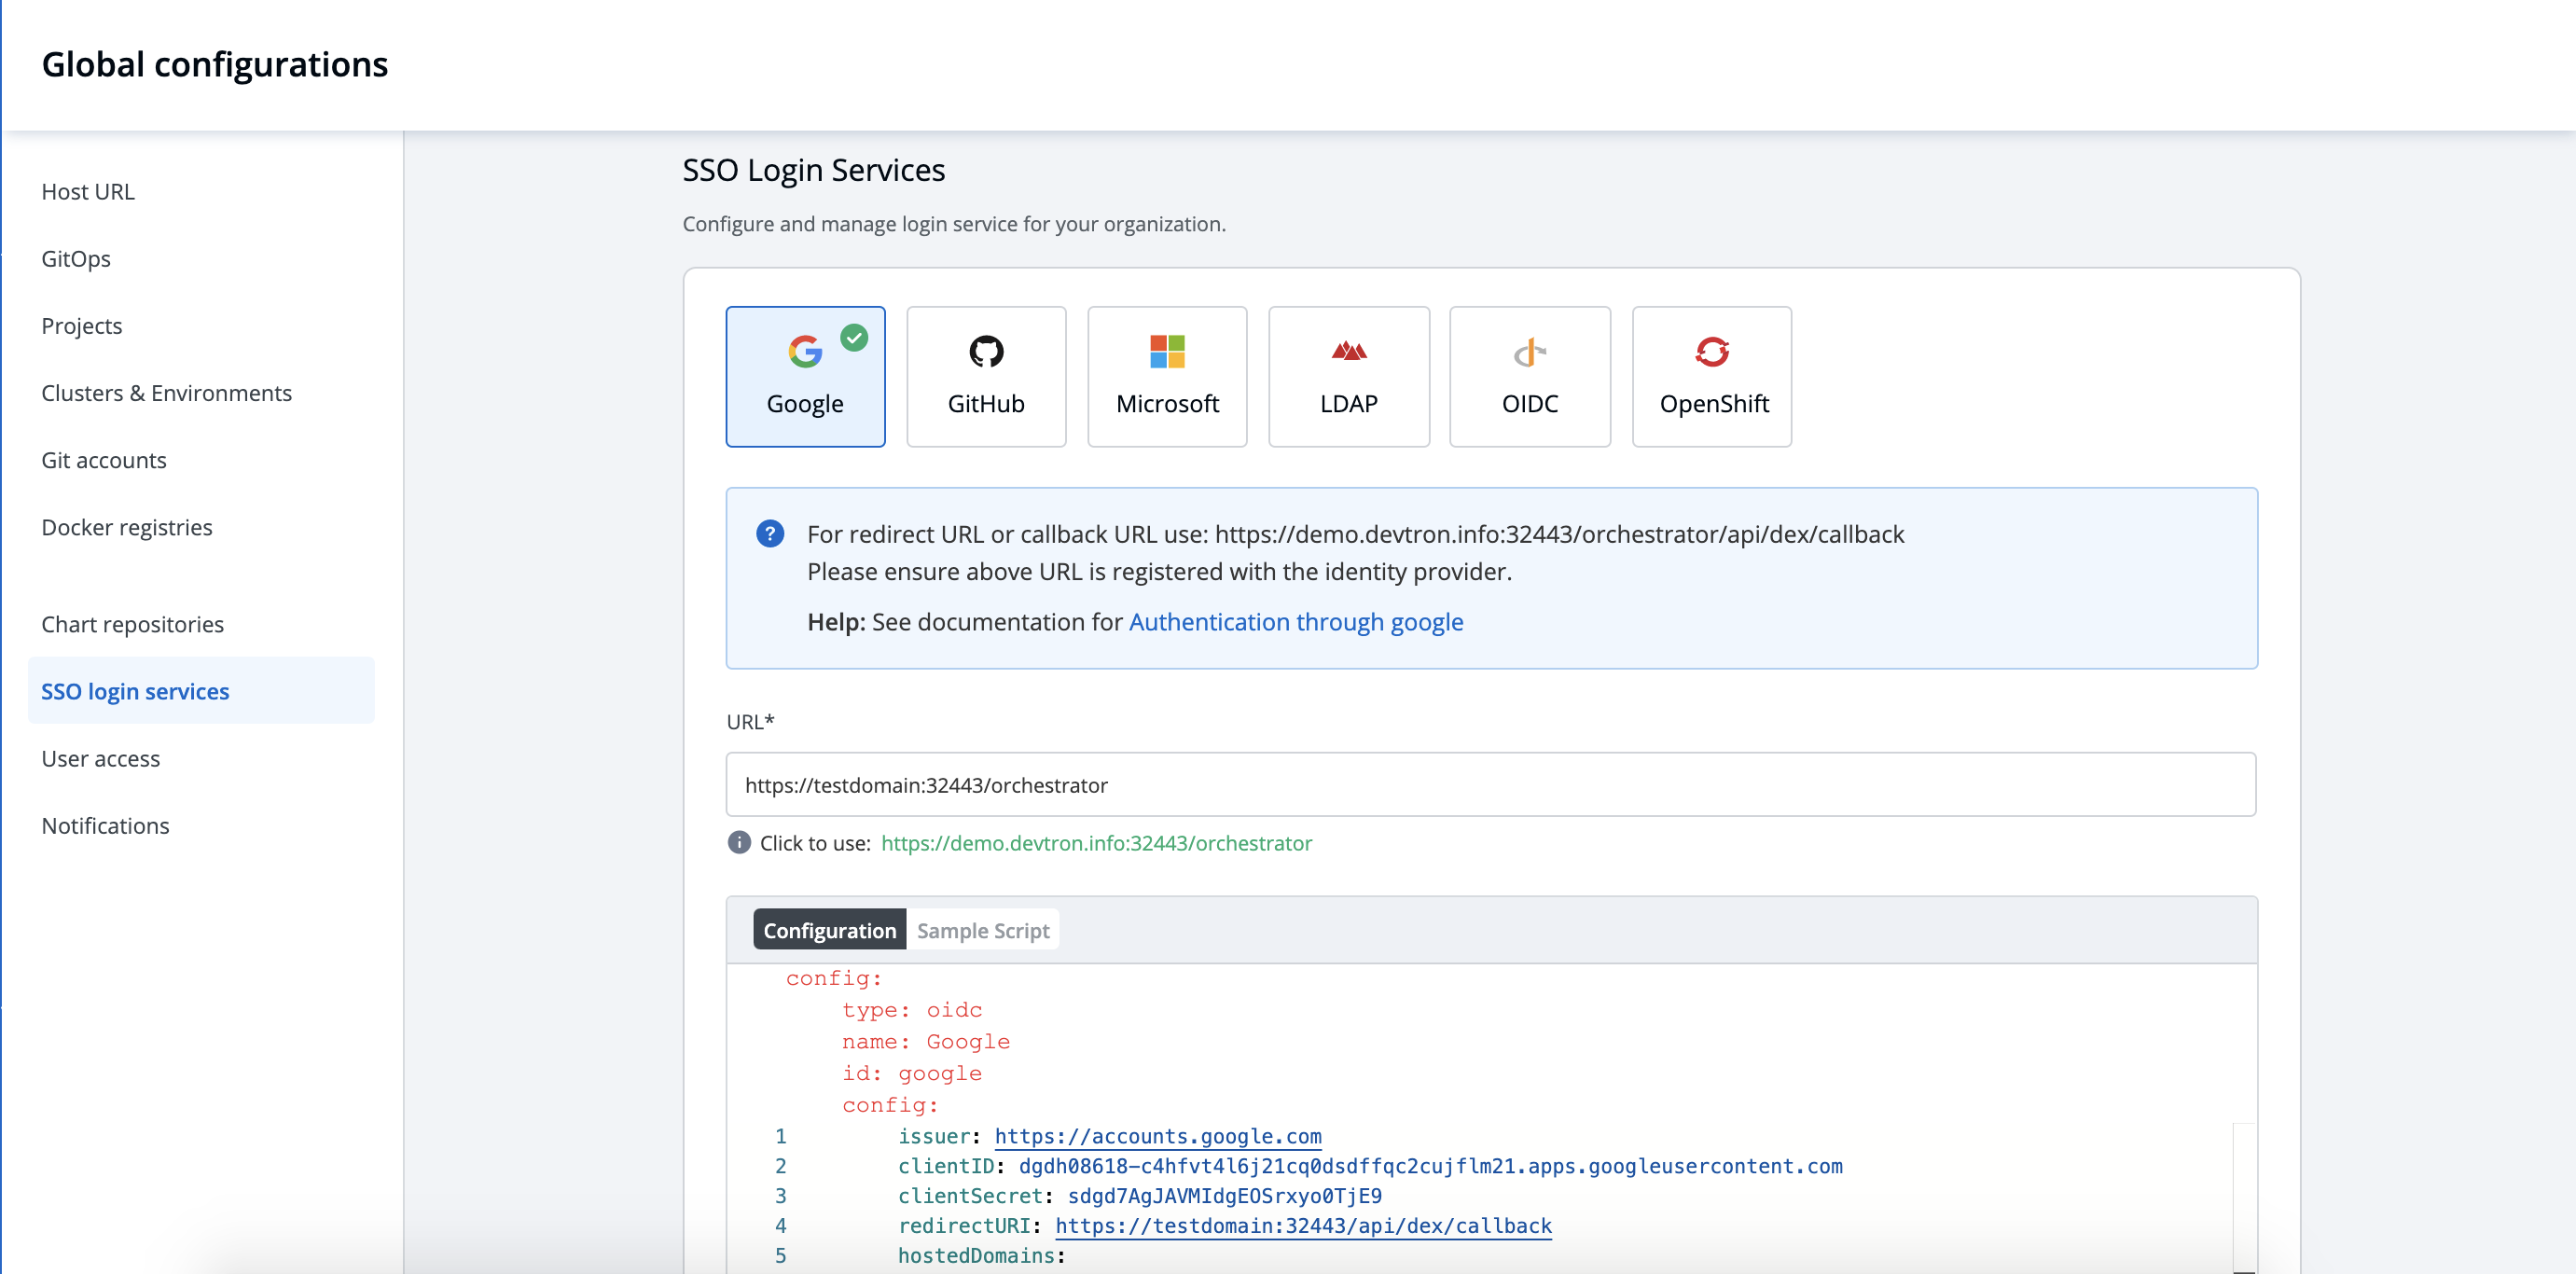 Global configurations
Host URL
GitOps
Projects
Clusters & Environments
Git accounts
Docker registries
Chart repositories
SSO login services
User access
Notifications
SSO Login Services
Configure and manage login service for your organization.
Google
GitHub
Microsoft
LDAP
OIDC
OpenShift
For redirect URL or callback URL use: https://demo.devtron.info:32443/orchestrator/api/dex/callback
Please ensure above URL is registered with the identity provider.
Help: See documentation for Authentication through google
URL*
https://testdomain:32443/orchestrator
Click to use: https://demo.devtron.info:32443/orchestrator
Configuration Sample Script
config:
type: oidc
name: Google
id: google
config:
1 issuer: https://accounts.google.com
2 clientID: dgdh08618-c4hfvt4l6j21cq0dsdffqc2cujflm21.apps.googleusercontent.com
3 clientSecret: sdgd7AgJAVMIdgEOSrxyo0TjE9
4 redirectURI: https://testdomain:32443/api/dex/callback
5 hostedDomains: